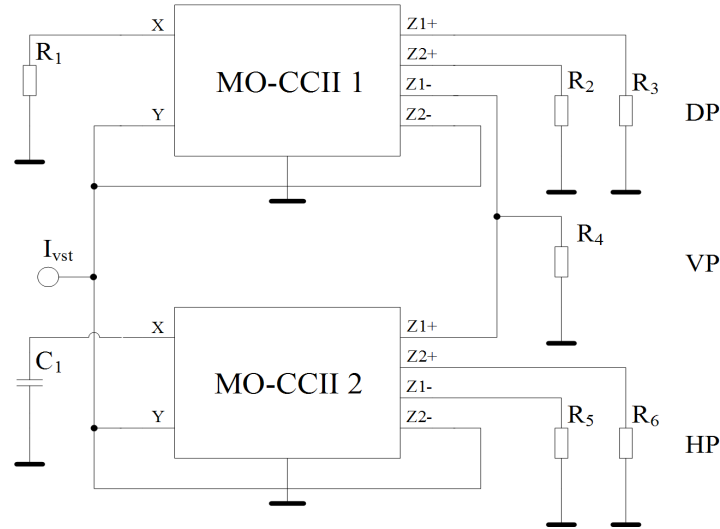 X
Y
MO-CCII 1
Z1+
Z2+
Z1-
Z2-
R1
R2
R3
DP
R4
VP
Ivst
X
Y
MO-CCII 2
Z1+
Z2+
Z1-
Z2-
C1
R5
R6
HP